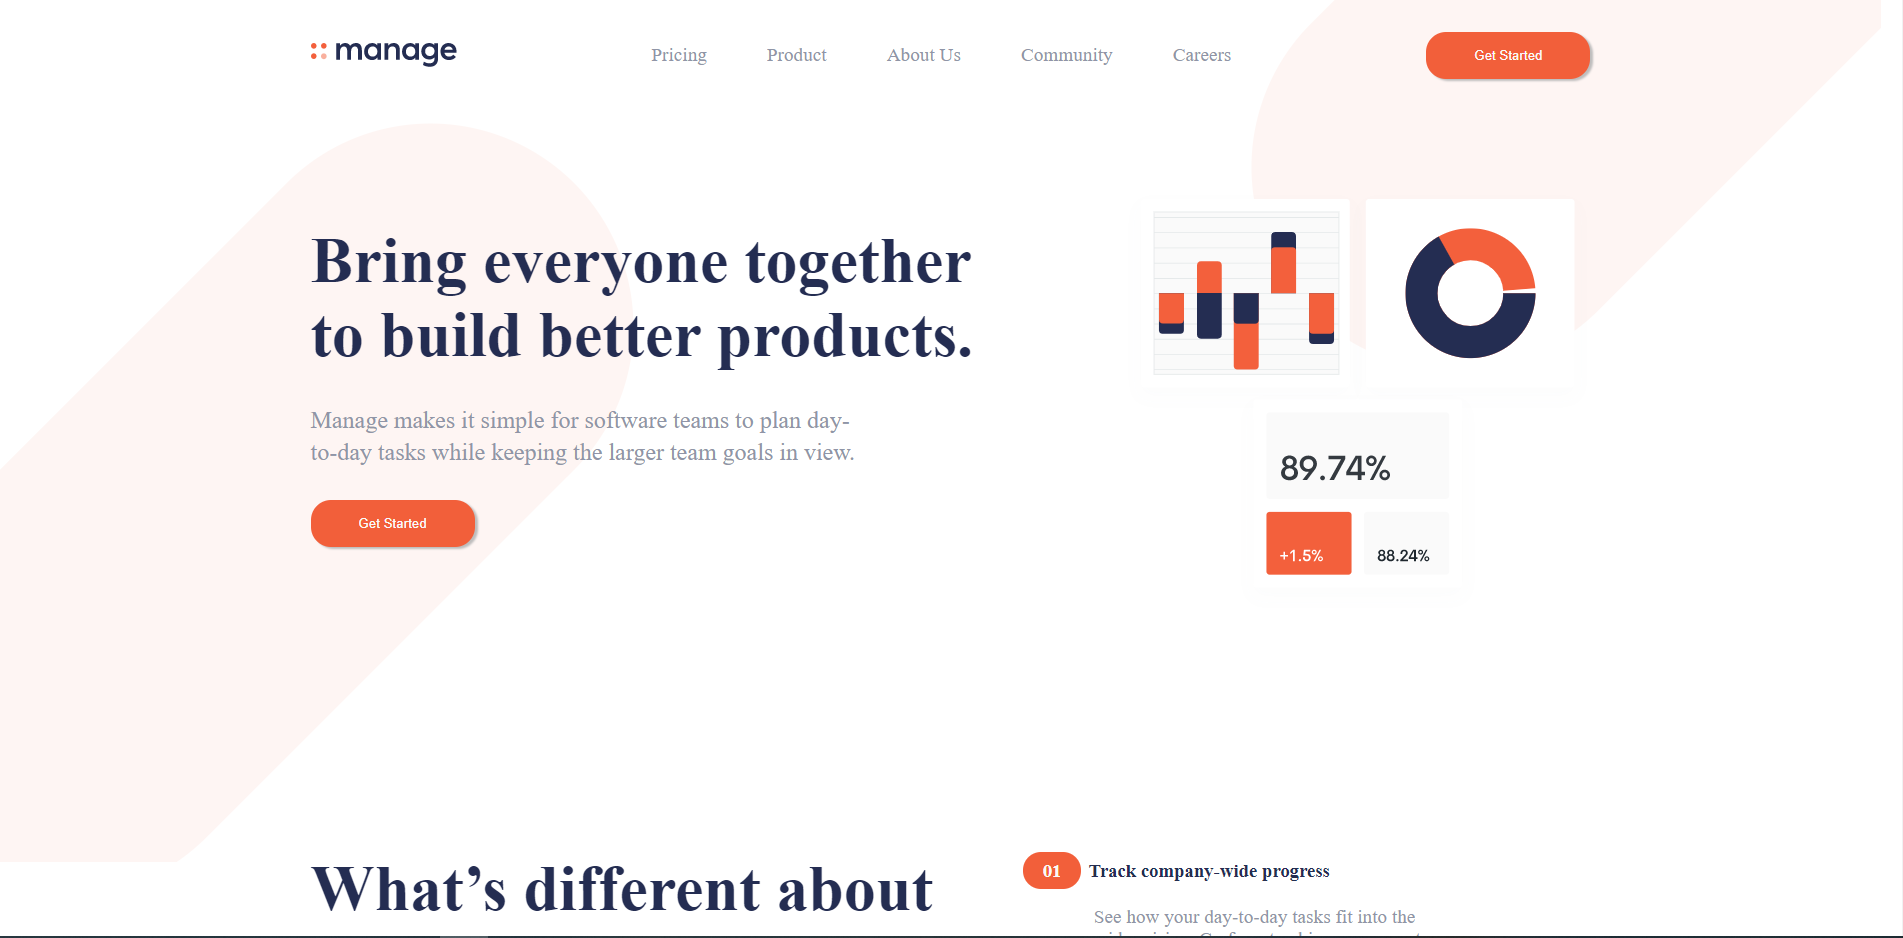 manage
Pricing
Product
About Us
Community
Careers
Get Started
Bring everyone together
to build better products.
Manage makes it simple for software teams to plan day-
to-day tasks while keeping the larger team goals in view.
Get Started
89.74%
+1.5%
88.24%
What’s different about
01
Track company-wide progress
See how your day-to-day tasks fit into the